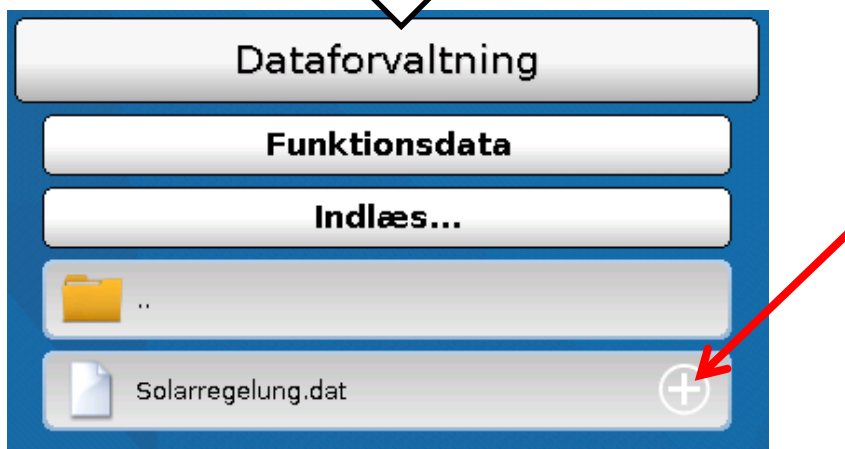 Dataforvaltning
Funktionsdata
Indlæs...
..
Solarregelung.dat